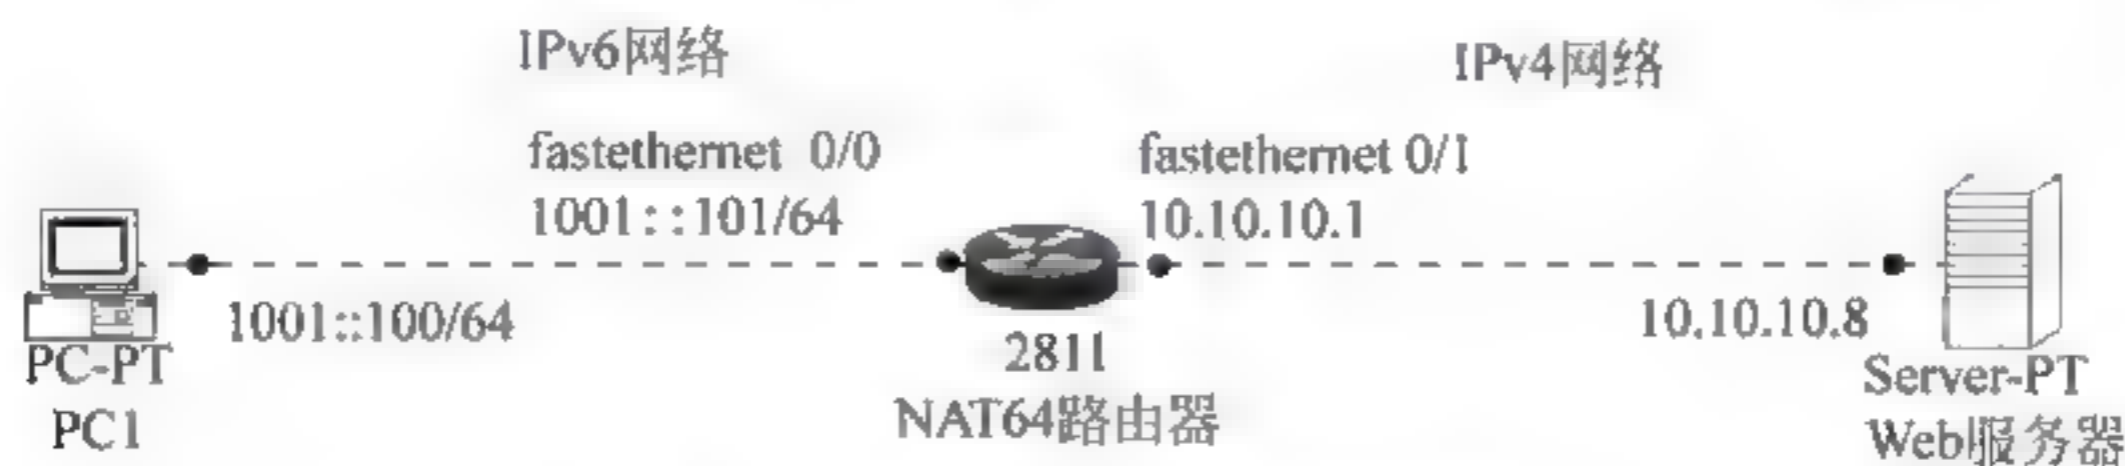 IPv6网络
IPv4网络
fastethernet 0/0
1001::101/64
fastethernet 0/1
10.10.10.1
1001::100/64
10.10.10.8
PC-PT
PC1
2811
NAT64路由器
Server-PT
Web服务器